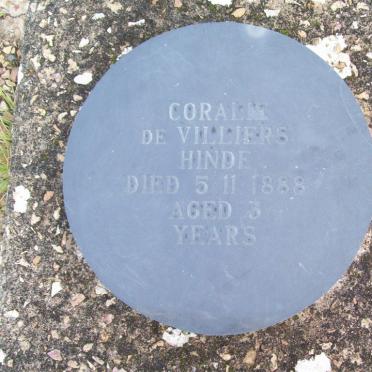 CORALIE
DE VILLIERS
HINDE
DIED 5 11 1888
AGED 3
YEARS